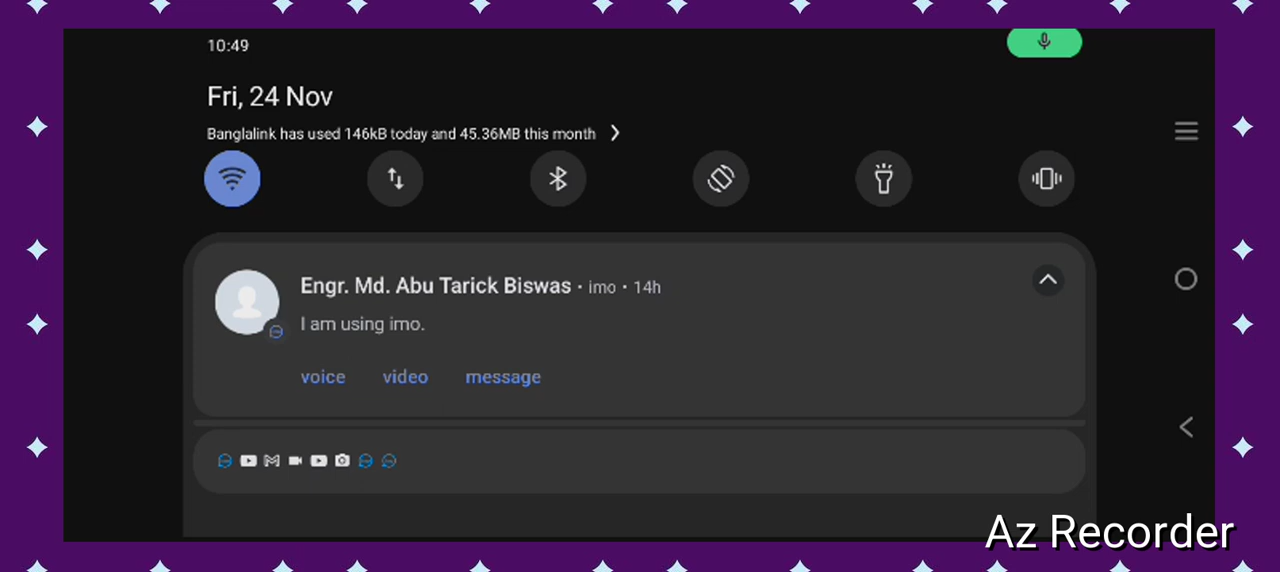 10:49
Fri, 24 Nov
Banglalink has used 146kB today and 45.36MB this month
Engr. Md. Abu Tarick Biswas · imo · 14h
I am using imo.
voice video message
Az Recorder